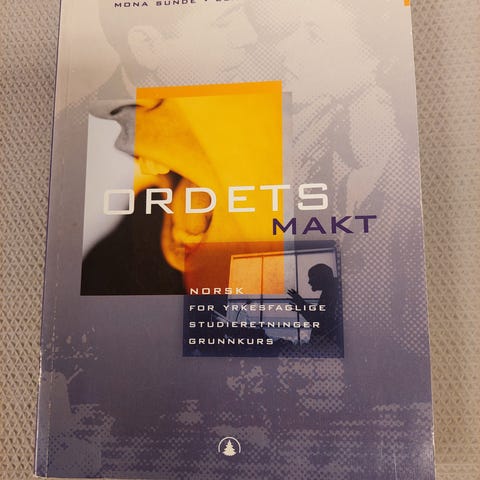 MONA SUNDE •
ORDETS
MAKT
NORSK
FOR YRKESFAGLIGE
STUDIERETNINGER
GRUNNKURS